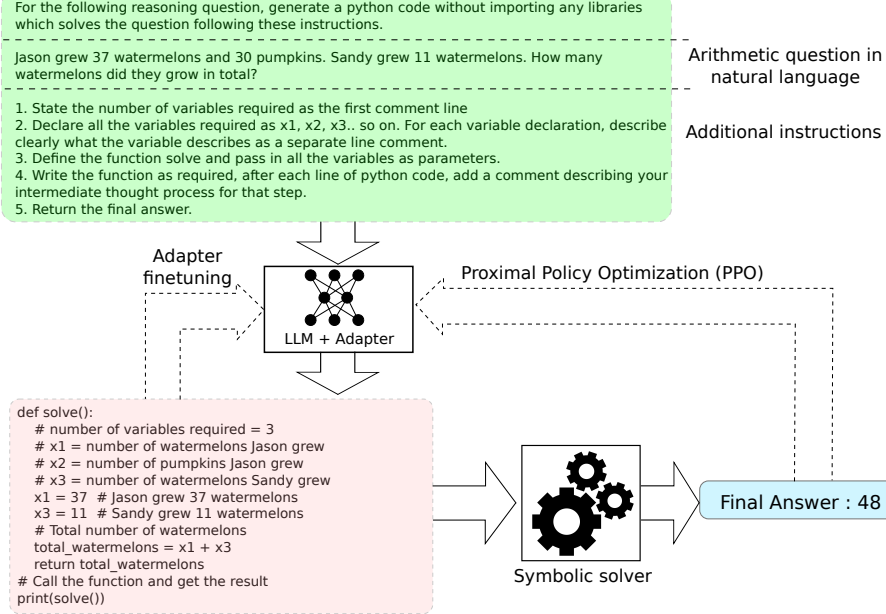 For the following reasoning question, generate a python code without importing any libraries
which solves the question following these instructions.
Jason grew 37 watermelons and 30 pumpkins. Sandy grew 11 watermelons. How many
watermelons did they grow in total?
Arithmetic question in
natural language
1. State the number of variables required as the first comment line
2. Declare all the variables required as x1, x2, x3.. so on. For each variable declaration, describe
clearly what the variable describes as a separate line comment.
3. Define the function solve and pass in all the variables as parameters.
4. Write the function as required, after each line of python code, add a comment describing your
intermediate thought process for that step.
5. Return the final answer.
Additional instructions
Adapter
finetuning
Proximal Policy Optimization (PPO)
LLM + Adapter
def solve():
# number of variables required = 3
# x1 = number of watermelons Jason grew
# x2 = number of pumpkins Jason grew
# x3 = number of watermelons Sandy grew
x1 = 37  # Jason grew 37 watermelons
x3 = 11  # Sandy grew 11 watermelons
# Total number of watermelons
total_watermelons = x1 + x3
return total_watermelons
# Call the function and get the result
print(solve())
Symbolic solver
Final Answer : 48